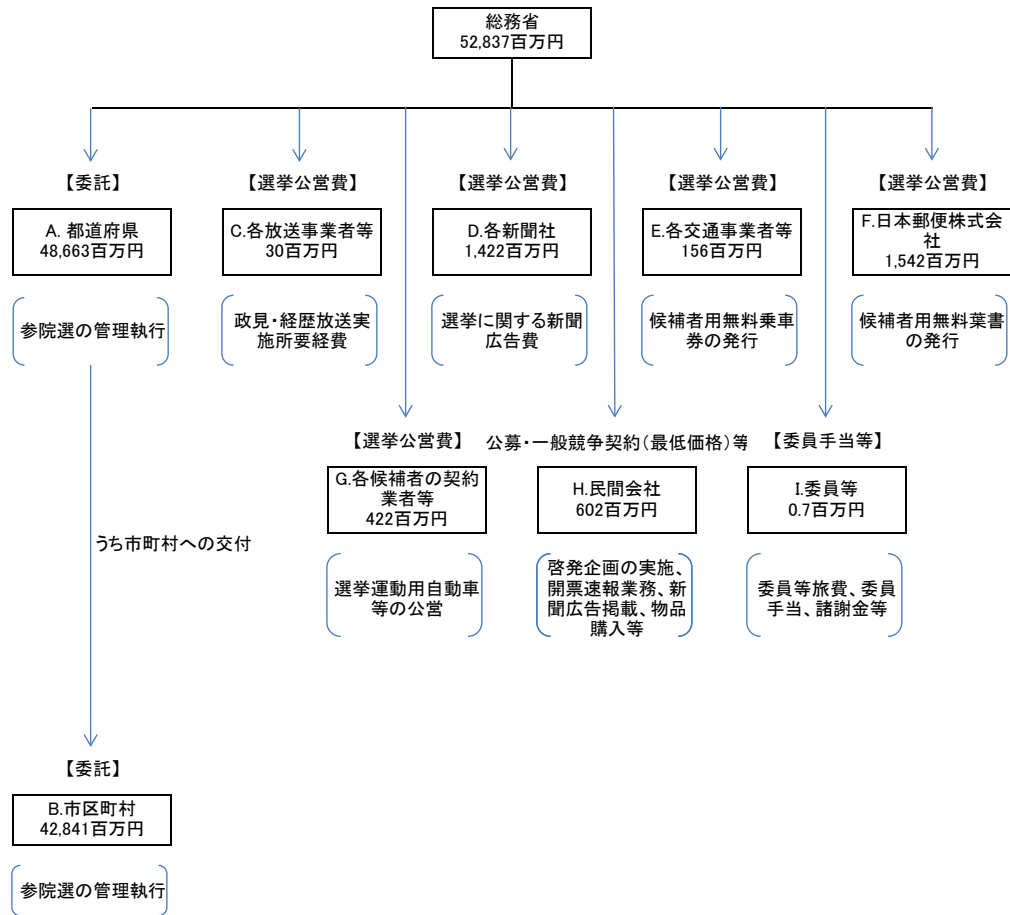 総務省
52,837百万円
【委託】
A. 都道府県
48,663百万円
参院選の管理執行
【選挙公営費】
C.各放送事業者等
30百万円
政見・経歴放送実
施所要経費
【選挙公営費】
D.各新聞社
1,422百万円
選挙に関する新聞
広告費
【選挙公営費】
E.各交通事業者等
156百万円
候補者用無料乗車
券の発行
【選挙公営費】
F.日本郵便株式会
社
1,542百万円
候補者用無料葉書
の発行
【選挙公営費】
G.各候補者の契約
業者等
422百万円
選挙運動用自動車
等の公営
公募・一般競争契約(最低価格)等
H.民間会社
602百万円
啓発企画の実施、
開票速報業務、新
聞広告掲載、物品
購入等
【委員手当等】
I.委員等
0.7百万円
委員等旅費、委員
手当、諸謝金等
うち市町村への交付
【委託】
B.市区町村
42,841百万円
参院選の管理執行